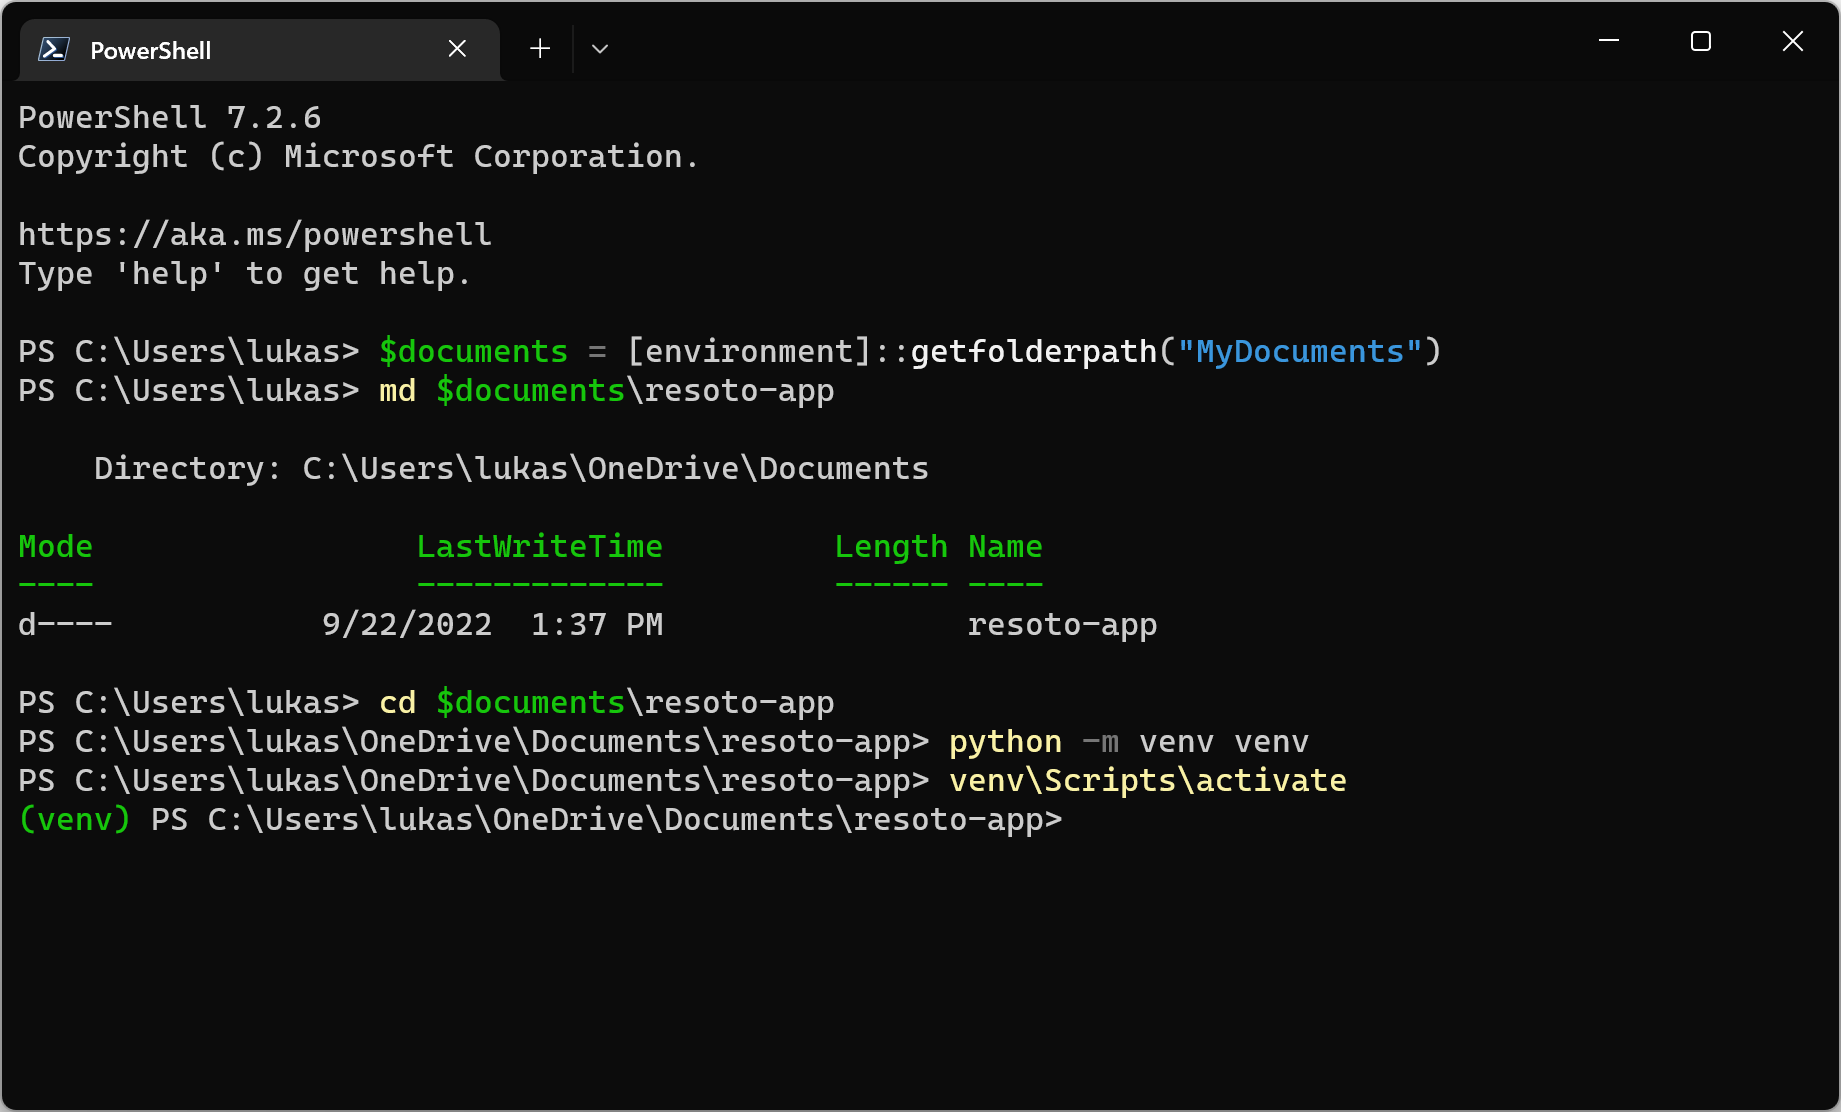 PowerShell
PowerShell 7.2.6
Copyright (c) Microsoft Corporation.
https://aka.ms/powershell
Type 'help' to get help.
PS C:\Users\lukas> $documents = [environment]::getfolderpath("MyDocuments")
PS C:\Users\lukas> md $documents\resoto-app
Directory: C:\Users\lukas\OneDrive\Documents
Mode LastWriteTime Length Name
---- ------------- ------ ----
d---- 9/22/2022 1:37 PM resoto-app
PS C:\Users\lukas> cd $documents\resoto-app
PS C:\Users\lukas\OneDrive\Documents\resoto-app> python -m venv venv
PS C:\Users\lukas\OneDrive\Documents\resoto-app> venv\Scripts\activate
(venv) PS C:\Users\lukas\OneDrive\Documents\resoto-app>